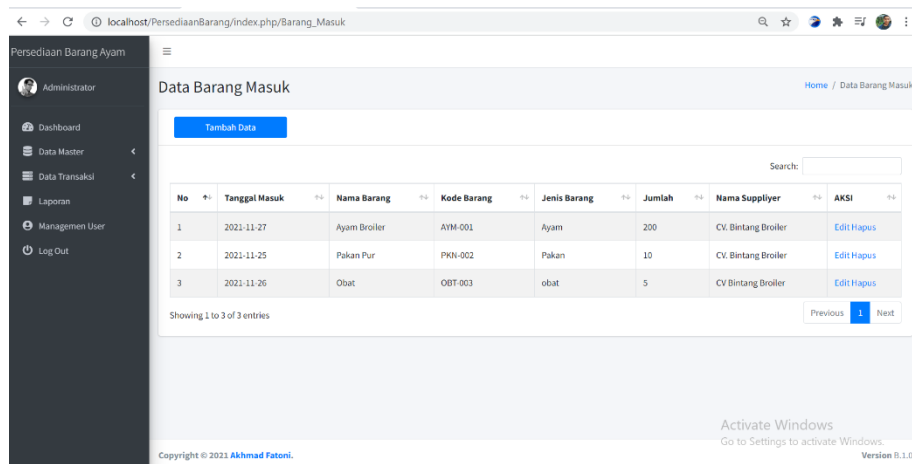 localhost/PersediaanBarang/index.php/Barang_Masuk
Persediaan Barang Ayam
Administrator
Dashboard
Data Master
Data Transaksi
Laporan
Managemen User
Log Out
Data Barang Masuk
Home / Data Barang Masuk
Tambah Data
Search:
No Tanggal Masuk Nama Barang Kode Barang Jenis Barang Jumlah Nama Suppliyer AKSI
1 2021-11-27 Ayam Broiler AYM-001 Ayam 200 CV. Bintang Broiler Edit Hapus
2 2021-11-25 Pakan Pur PKN-002 Pakan 10 CV. Bintang Broiler Edit Hapus
3 2021-11-26 Obat OBT-003 obat 5 CV Bintang Broiler Edit Hapus
Showing 1 to 3 of 3 entries
Previous 1 Next
Activate Windows
Go to Settings to activate Windows.
Copyright © 2021 Akhmad Fatoni.
Version